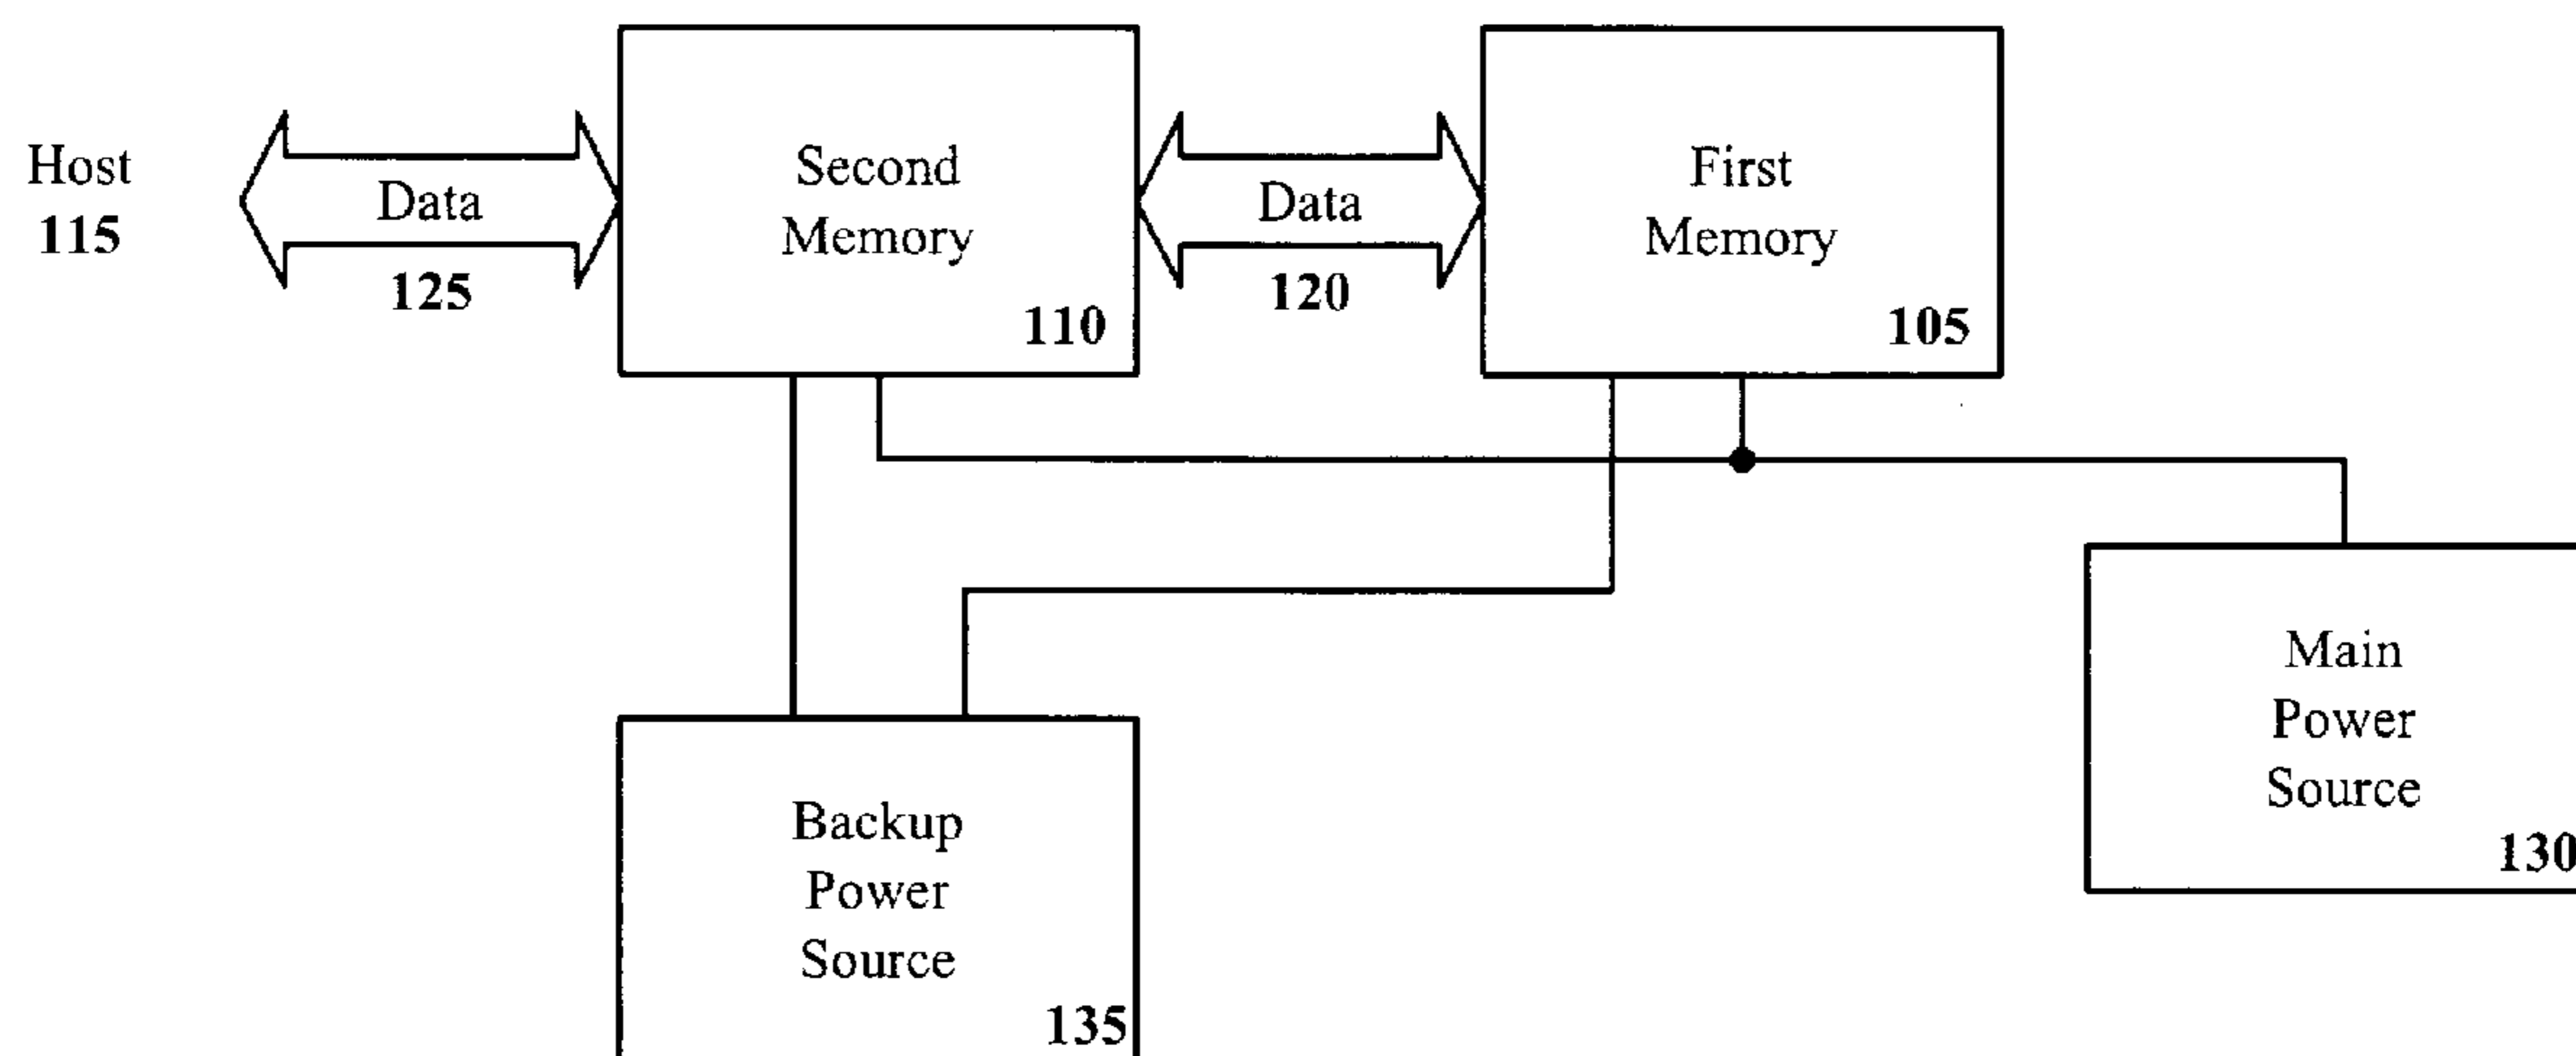 Host
115
Data
125
Second
Memory
110
Data
120
First
Memory
105
Main
Power
Source
130
Backup
Power
Source
135